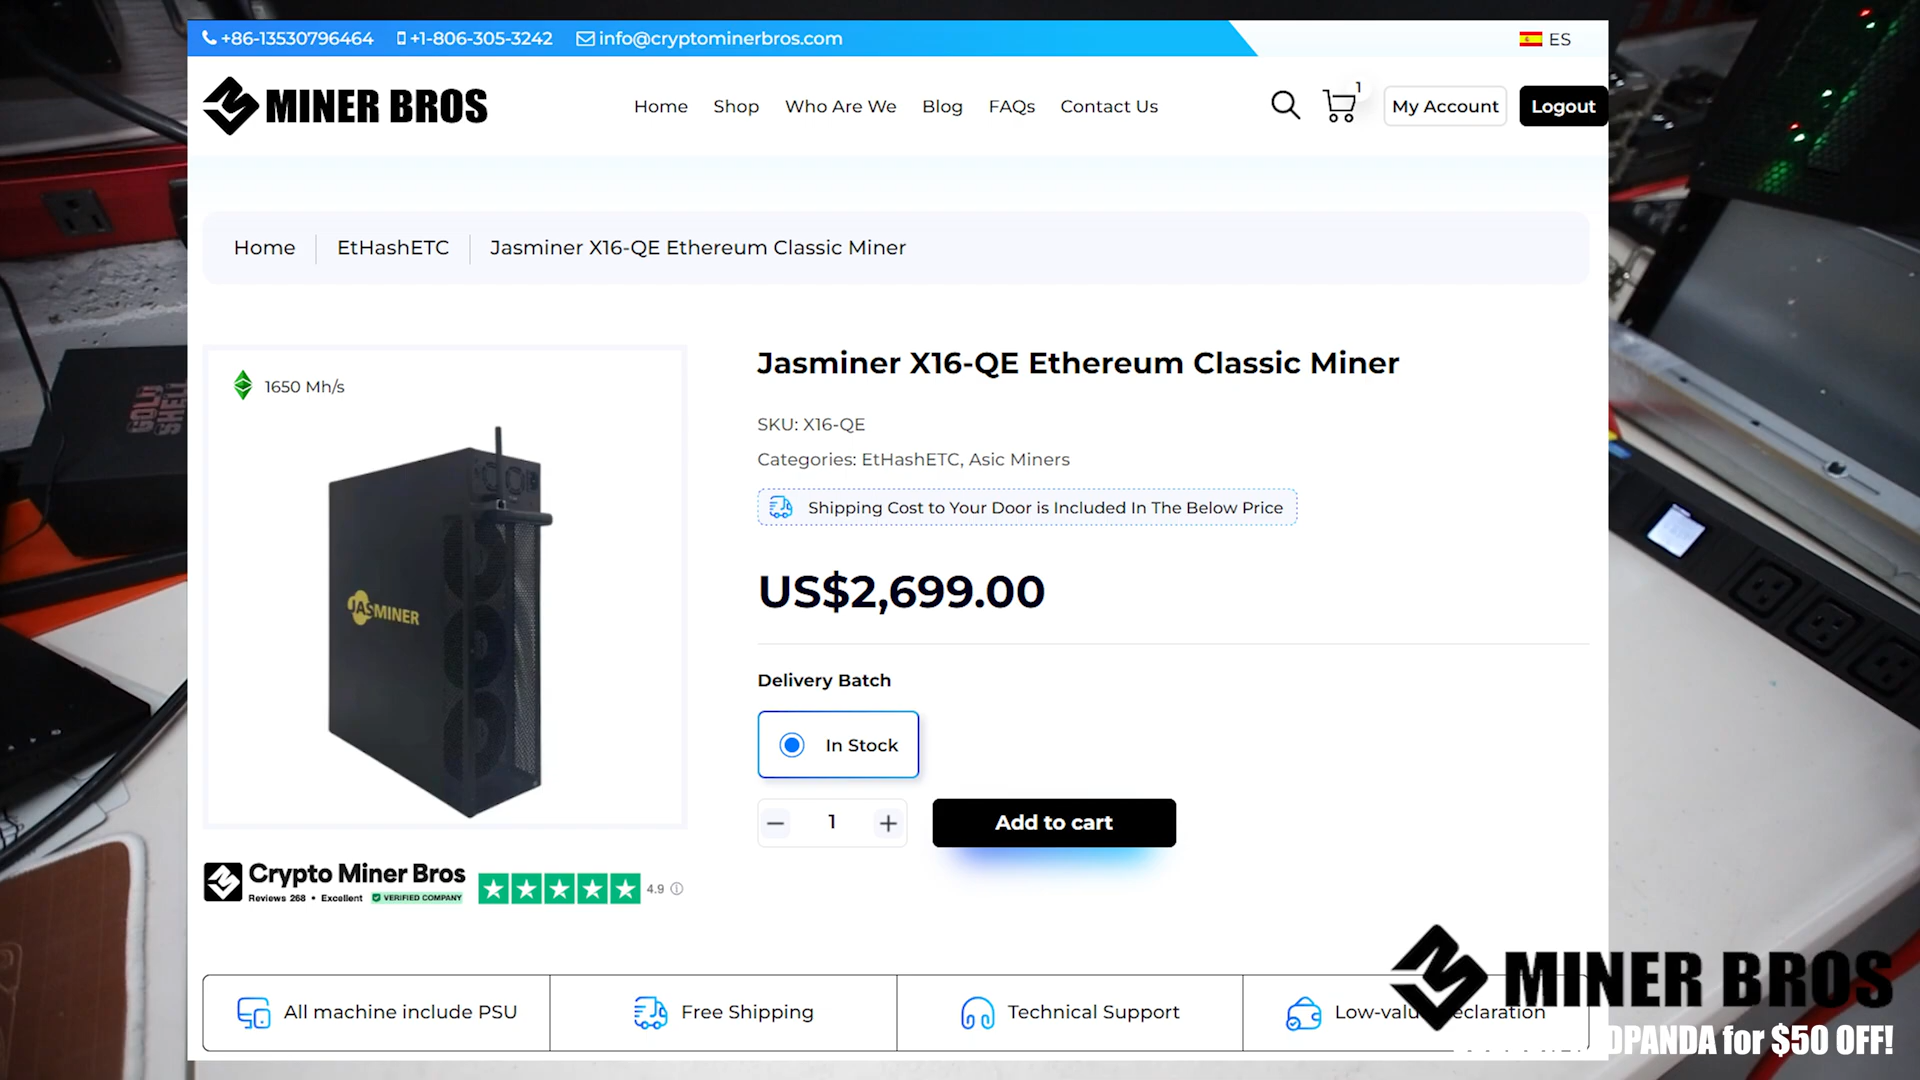 +86-13530796464 +1-806-305-3242 info@cryptominerbros.com ES
MINER BROS Home Shop Who Are We Blog FAQs Contact Us 1 My Account Logout
Home EtHashETC Jasminer X16-QE Ethereum Classic Miner
1650 Mh/s
JASMINER
Jasminer X16-QE Ethereum Classic Miner
SKU: X16-QE
Categories: EtHashETC, Asic Miners
Shipping Cost to Your Door is Included In The Below Price
US$2,699.00
Delivery Batch
In Stock
1 Add to cart
Crypto Miner Bros
Reviews 268 • Excellent VERIFIED COMPANY 4.9
All machine include PSU Free Shipping Technical Support
GOLD
SHELL
MINER BROS
for $50 OFF!